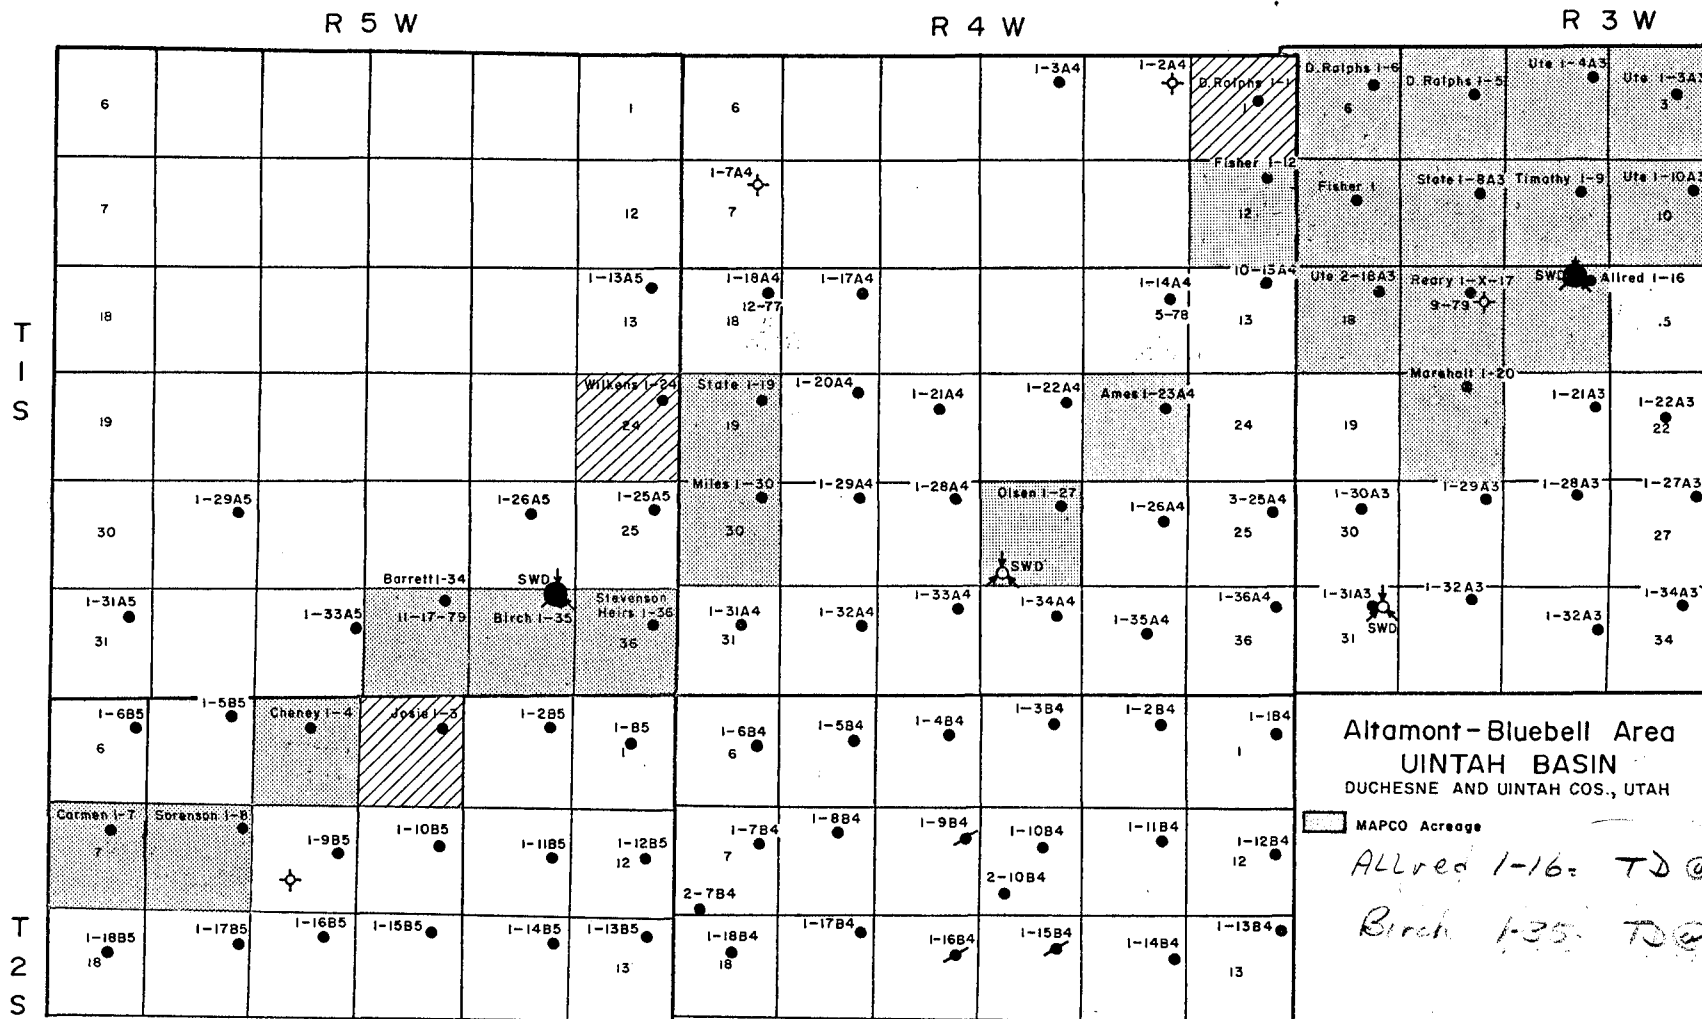 R 5 W
R 4 W
R 3 W
T 1 S
T 2 S
6
1
6
1-3A4
1-2A4
D.Ralphs 1-1
1
D.Ralphs 1-6
6
D.Ralphs 1-5
Ute 1-4A3
Ute 1-3A3
3
7
12
1-7A4
7
Fisher 1-12
12
Fisher 1
State 1-8A3
Timothy 1-9
Ute 1-10A3
10
18
1-13A5
13
1-18A4
12-77
18
1-17A4
1-14A4
5-78
10-13A4
13
Ute 2-18A3
18
Reary 1-X-17
9-79
SWD
Allred 1-16
.5
19
Wilkens 1-24
24
State 1-19
19
1-20A4
1-21A4
1-22A4
Ames 1-23A4
24
19
Marshall 1-20
1-21A3
1-22A3
22
30
1-29A5
1-26A5
1-25A5
25
Miles 1-30
30
1-29A4
1-28A4
Olsen 1-27
SWD
1-26A4
3-25A4
25
1-30A3
30
1-29A3
1-28A3
1-27A3
27
1-31A5
31
1-33A5
Barrett 1-34
11-17-79
SWD
Birch 1-35
Stevenson
Heirs 1-36
36
1-31A4
31
1-32A4
1-33A4
1-34A4
1-35A4
1-36A4
36
1-31A3
SWD
31
1-32A3
1-32A3
1-34A3
34
1-6B5
6
1-5B5
Cheney 1-4
Josie 1-3
1-2B5
1-B5
1
1-6B4
6
1-5B4
1-4B4
1-3B4
1-2B4
1-1B4
1
Carmen 1-7
7
Sorenson 1-8
1-9B5
1-10B5
1-11B5
1-12B5
12
1-7B4
7
2-7B4
1-8B4
1-9B4
1-10B4
2-10B4
1-11B4
1-12B4
12
1-18B5
18
1-17B5
1-16B5
1-15B5
1-14B5
1-13B5
13
1-18B4
18
1-17B4
1-16B4
1-15B4
1-14B4
1-13B4
13
Altamont-Bluebell Area
UINTAH BASIN
DUCHESNE AND UINTAH COS., UTAH
MAPCO Acreage
ALLred 1-16: TD @
Birch 1-35: TD @